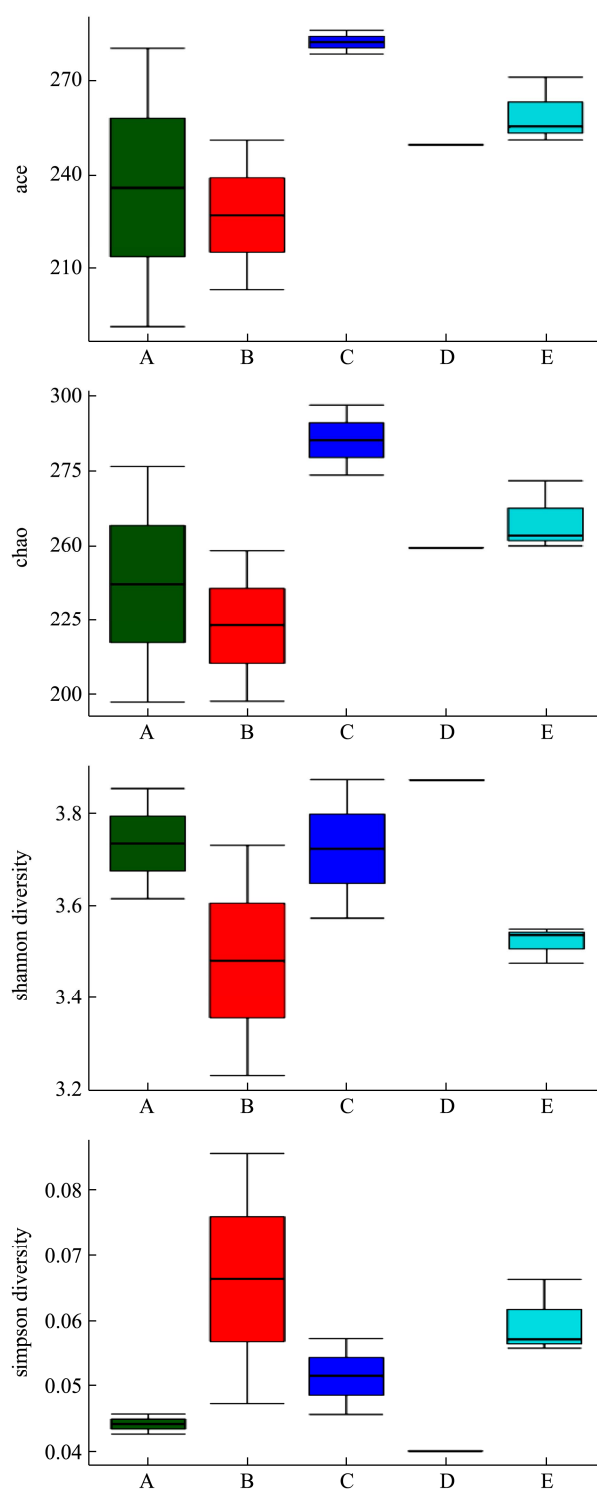 270
240
210
ace
A B C D E
300
275
260
225
200
chao
A B C D E
3.8
3.6
3.4
3.2
shannon diversity
A B C D E
0.08
0.07
0.06
0.05
0.04
simpson diversity
A B C D E